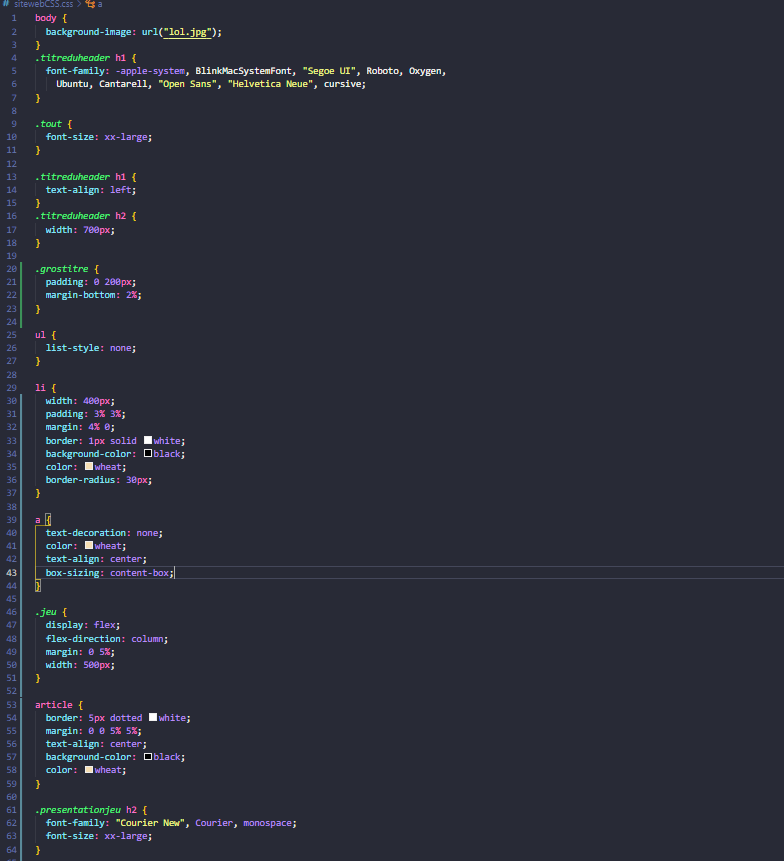 # sitewebCSS.css > a
1 body {
2 background-image: url("lol.jpg");
3 }
4 .titreduheader h1 {
5 font-family: -apple-system, BlinkMacSystemFont, "Segoe UI", Roboto, Oxygen,
6 Ubuntu, Cantarell, "Open Sans", "Helvetica Neue", cursive;
7 }
8
9 .tout {
10 font-size: xx-large;
11 }
12
13 .titreduheader h1 {
14 text-align: left;
15 }
16 .titreduheader h2 {
17 width: 700px;
18 }
19
20 .grostitre {
21 padding: 0 200px;
22 margin-bottom: 2%;
23 }
24
25 ul {
26 list-style: none;
27 }
28
29 li {
30 width: 400px;
31 padding: 3% 3%;
32 margin: 4% 0;
33 border: 1px solid white;
34 background-color: black;
35 color: wheat;
36 border-radius: 30px;
37 }
38
39 a {
40 text-decoration: none;
41 color: wheat;
42 text-align: center;
43 box-sizing: content-box;
44 }
45
46 .jeu {
47 display: flex;
48 flex-direction: column;
49 margin: 0 5%;
50 width: 500px;
51 }
52
53 article {
54 border: 5px dotted white;
55 margin: 0 0 5% 5%;
56 text-align: center;
57 background-color: black;
58 color: wheat;
59 }
60
61 .presentationjeu h2 {
62 font-family: "Courier New", Courier, monospace;
63 font-size: xx-large;
64 }